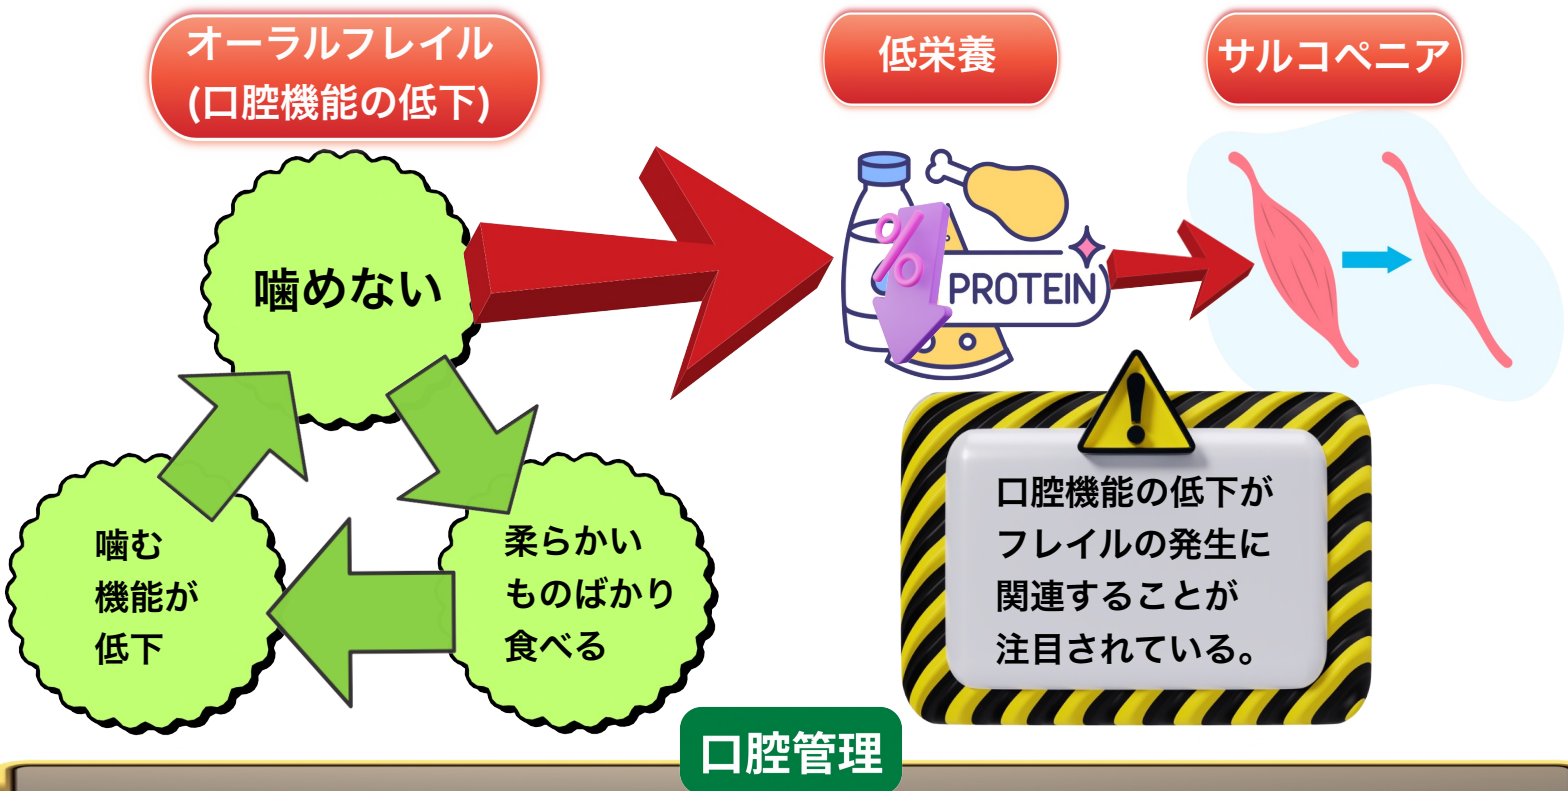 オーラルフレイル
(口腔機能の低下)
低栄養
サルコペニア
噛めない
%
PROTEIN
柔らかい
ものばかり
食べる
噛む
機能が
低下
口腔機能の低下が
フレイルの発生に
関連することが
注目されている。
口腔管理